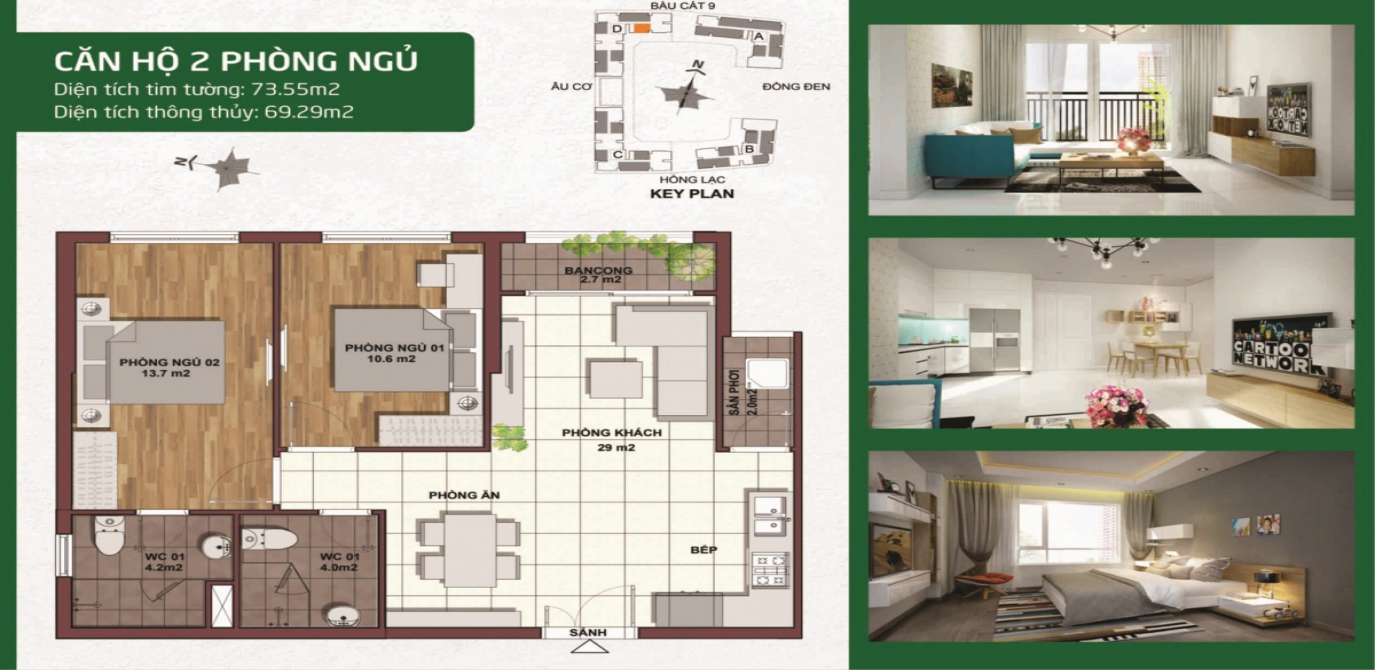 CĂN HỘ 2 PHÒNG NGỦ
Diện tích tim tường: 73.55m2
Diện tích thông thủy: 69.29m2
BÀU CÁT 9
D
A
N
ÂU CƠ
ĐỒNG ĐEN
C
B
HỒNG LẠC
KEY PLAN
N
BANCONG
2.7 m2
PHÒNG NGỦ 02
13.7 m2
PHÒNG NGỦ 01
10.6 m2
SÂN PHƠI
2.0m2
PHÒNG KHÁCH
29 m2
PHÒNG ĂN
BẾP
WC 01
4.2m2
WC 01
4.0m2
SẢNH
CARTOON
NETWORK
CARTOON
NETWORK